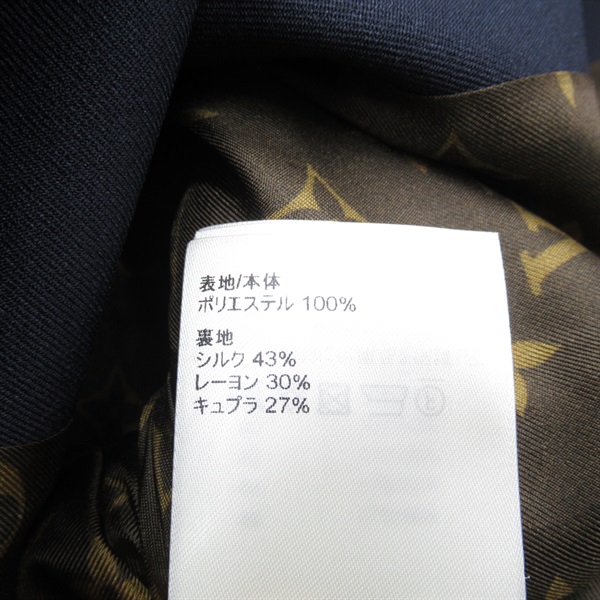 表地/本体
ポリエステル 100%
裏地
シルク 43%
レーヨン 30%
キュプラ 27%